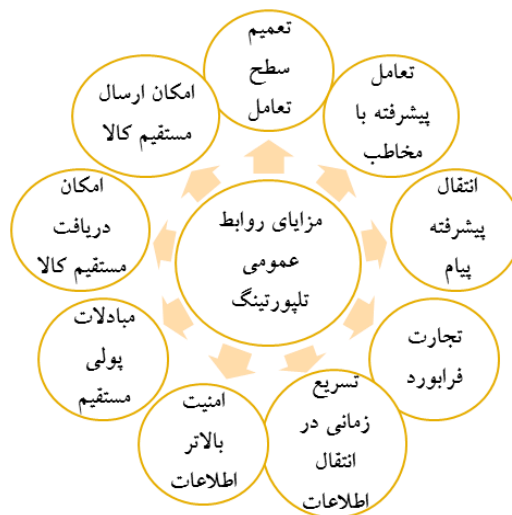 مزایای روابط
عمومی
تلپورتینگ
تعمیم
سطح
تعامل
تعامل
پیشرفته با
مخاطب
انتقال
پیشرفته
پیام
تجارت
فرابورد
تسریع
زمانی در
انتقال
اطلاعات
امنیت
بالاتر
اطلاعات
مبادلات
پولی
مستقیم
امکان
دریافت
مستقیم کالا
امکان ارسال
مستقیم کالا